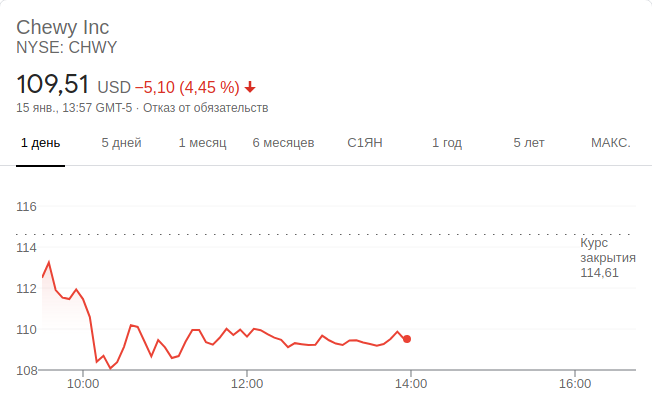 Chewy Inc
NYSE: CHWY
109,51 USD −5,10 (4,45 %)
15 янв., 13:57 GMT-5 · Отказ от обязательств
1 день 5 дней 1 месяц 6 месяцев С1ЯН 1 год 5 лет МАКС.
116
114
112
110
108
Курс
закрытия
114,61
10:00 12:00 14:00 16:00